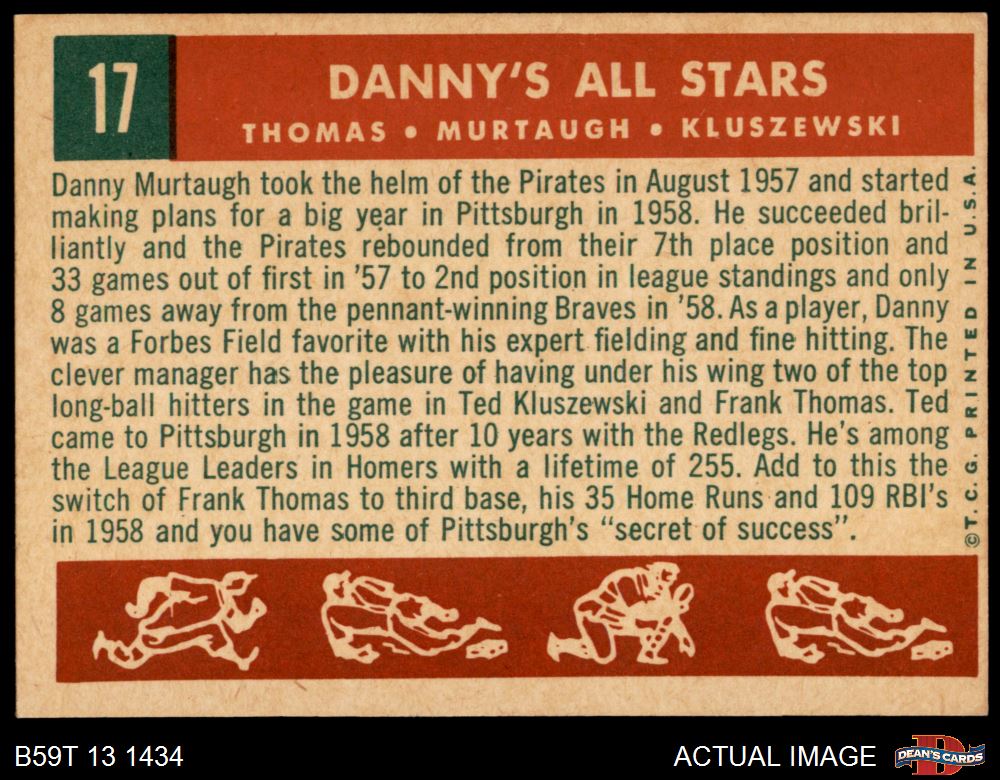 17
DANNY'S ALL STARS
THOMAS • MURTAUGH • KLUSZEWSKI
Danny Murtaugh took the helm of the Pirates in August 1957 and started
making plans for a big year in Pittsburgh in 1958. He succeeded bril-
liantly and the Pirates rebounded from their 7th place position and
33 games out of first in '57 to 2nd position in league standings and only
8 games away from the pennant-winning Braves in '58. As a player, Danny
was a Forbes Field favorite with his expert fielding and fine hitting. The
clever manager has the pleasure of having under his wing two of the top
long-ball hitters in the game in Ted Kluszewski and Frank Thomas. Ted
came to Pittsburgh in 1958 after 10 years with the Redlegs. He's among
the League Leaders in Homers with a lifetime of 255. Add to this the
switch of Frank Thomas to third base, his 35 Home Runs and 109 RBI's
in 1958 and you have some of Pittsburgh's "secret of success".
©T. C. G. PRINTED IN U.S.A.
B59T 13 1434
ACTUAL IMAGE
DEAN'S CARDS